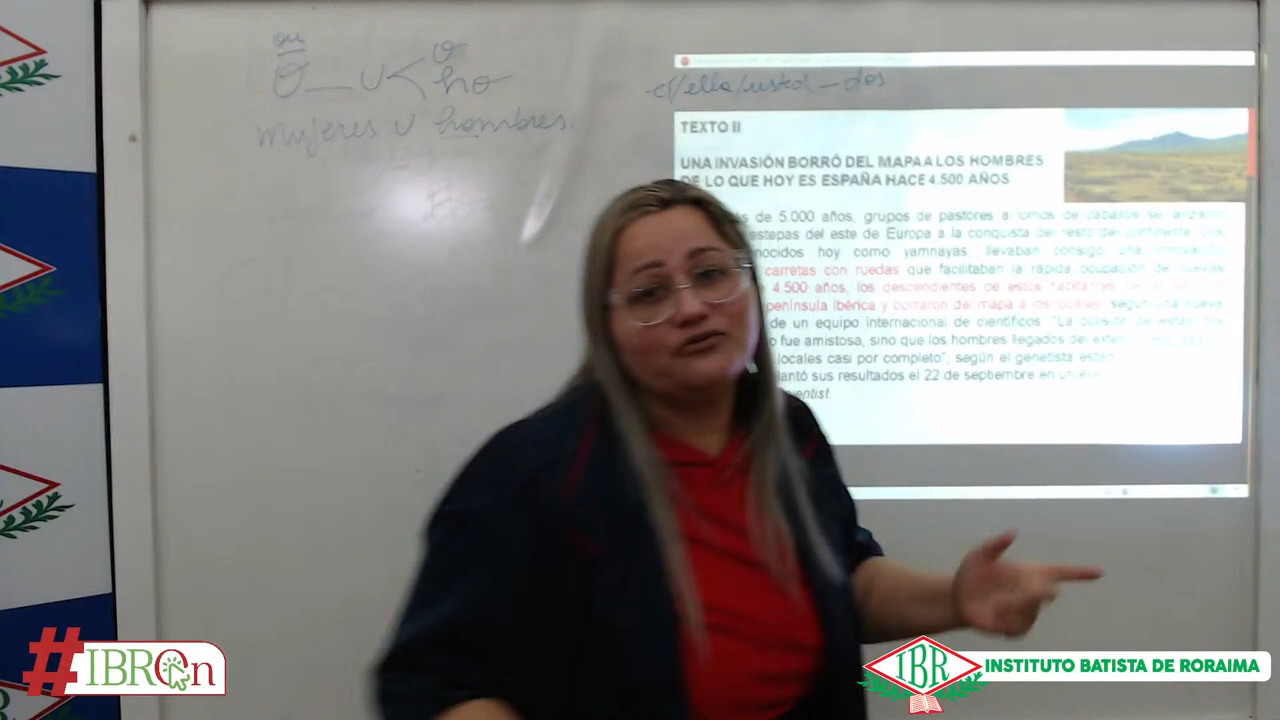 ou
O — U < O
ho
mujeres U hombres.
el/ella/usted - dos
TEXTO II
UNA INVASIÓN BORRÓ DEL MAPA A LOS HOMBRES
DE LO QUE HOY ES ESPAÑA HACE 4.500 AÑOS
de 5.000 años, grupos de pastores a lomos de caballos se lanzaron
estepas del este de Europa a la conquista del resto del continente. Los
hoy como yamnayas, llevaban consigo una innovación
carretas con ruedas que facilitaban la rápida ocupación de nuevas
4.500 años, los descendientes de estos habitantes de
península Ibérica y borraron del mapa a los locales, según una nueva
de un equipo internacional de científicos. "La colisión de estas dos
fue amistosa, sino que los hombres llegados del exterior
locales casi por completo", según el genetista
sus resultados el 22 de septiembre en un
#IBROn
IBR
INSTITUTO BATISTA DE RORAIMA